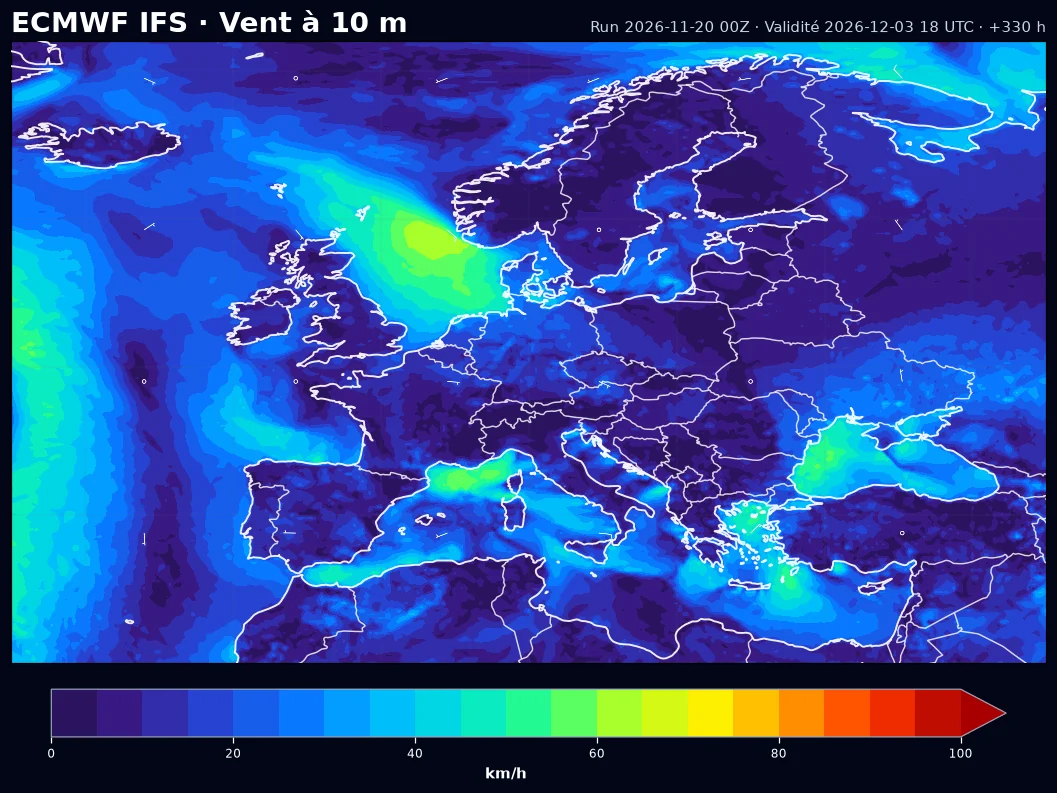 ECMWF IFS · Vent à 10 m
Run 2026-11-20 00Z · Validité 2026-12-03 18 UTC · +330 h
0 20 40 60 80 100
km/h